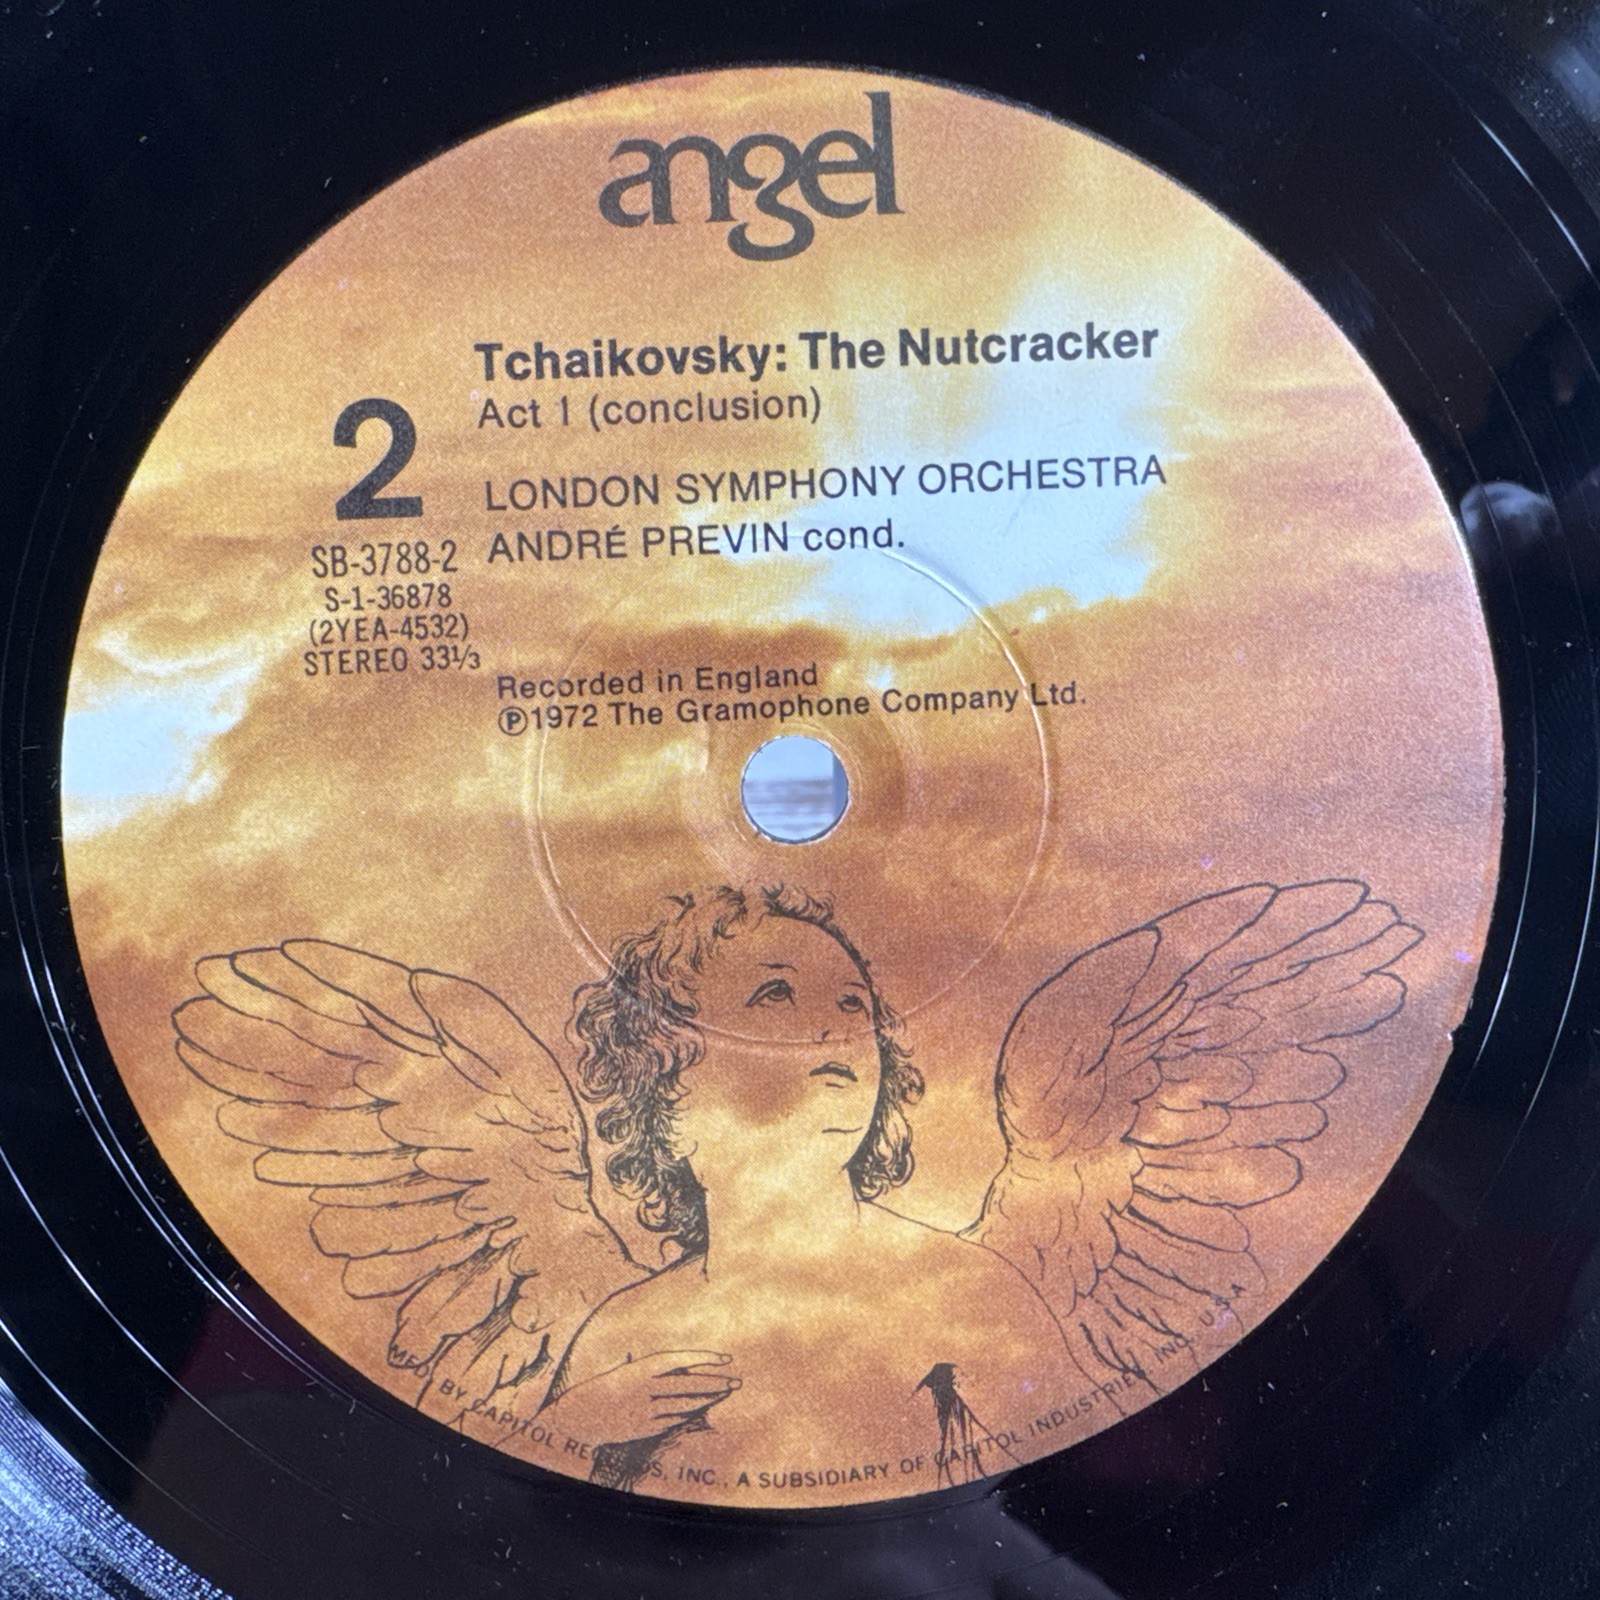 angel
Tchaikovsky: The Nutcracker
Act 1 (conclusion)
2
LONDON SYMPHONY ORCHESTRA
ANDRÉ PREVIN cond.
SB-3788-2
S-1-36878
(2YEA-4532)
STEREO 33⅓
Recorded in England
Ⓟ1972 The Gramophone Company Ltd.
MFD. BY CAPITOL RECORDS, INC., A SUBSIDIARY OF CAPITOL INDUSTRIES, INC. U.S.A